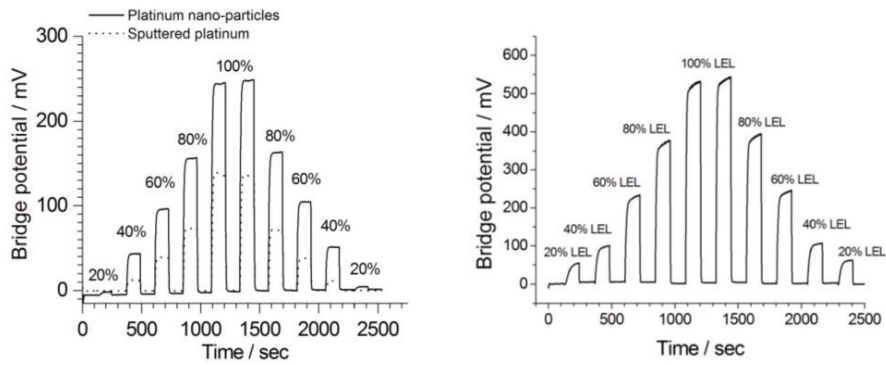 Platinum nano-particles
Sputtered platinum
300
200
100
0
Bridge potential / mV
20%
40%
60%
80%
100%
80%
60%
40%
20%
0 500 1000 1500 2000 2500
Time / sec
600
500
400
300
200
100
0
Bridge potential / mV
20% LEL
40% LEL
60% LEL
80% LEL
100% LEL
80% LEL
60% LEL
40% LEL
20% LEL
0 500 1000 1500 2000 2500
Time / sec